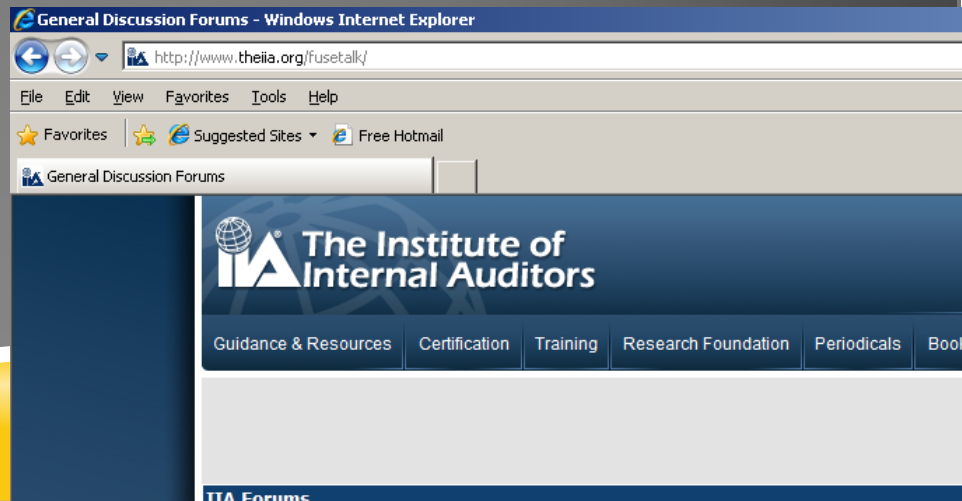 General Discussion Forums - Windows Internet Explorer
http://www.theiia.org/fusetalk/
File Edit View Favorites Tools Help
Favorites Suggested Sites Free Hotmail
General Discussion Forums
IIA The Institute of
Internal Auditors
Guidance & Resources Certification Training Research Foundation Periodicals Book
IIA Forums